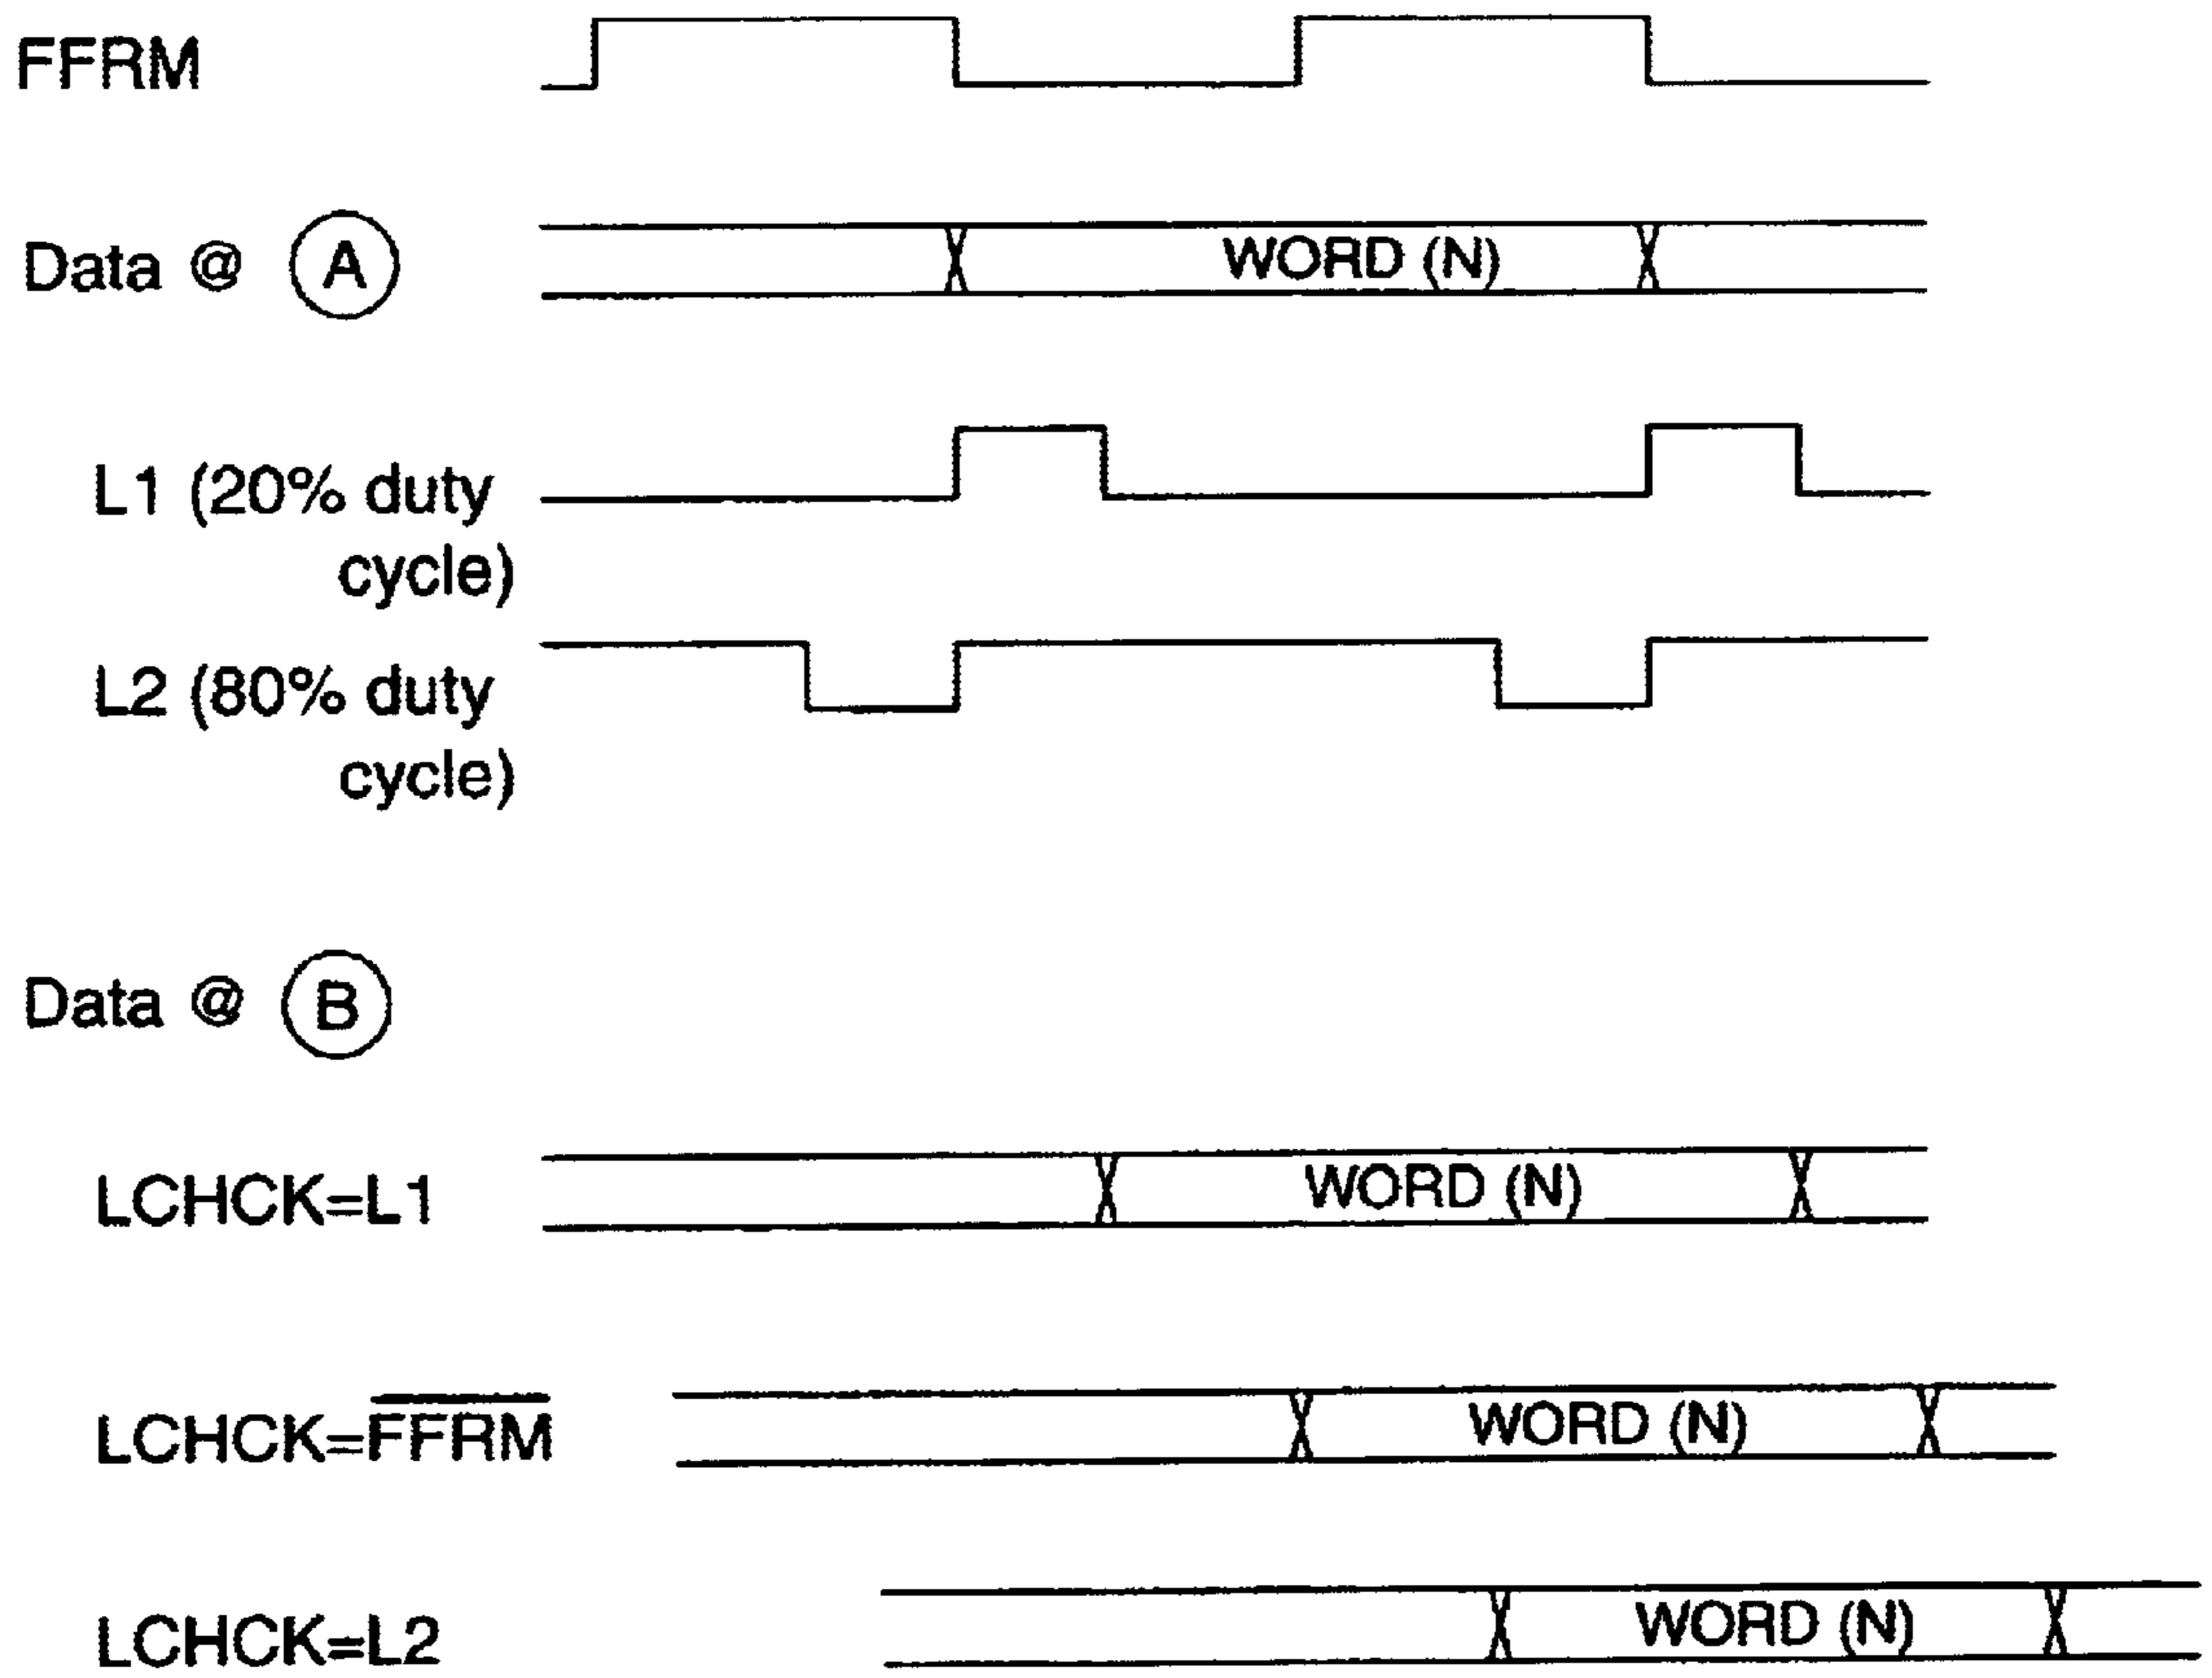 FFRM
Data @ A
WORD (N)
L1 (20% duty
cycle)
L2 (80% duty
cycle)
Data @ B
LCHCK=L1
WORD (N)
LCHCK=F̅F̅R̅M̅
WORD (N)
LCHCK=L2
WORD (N)